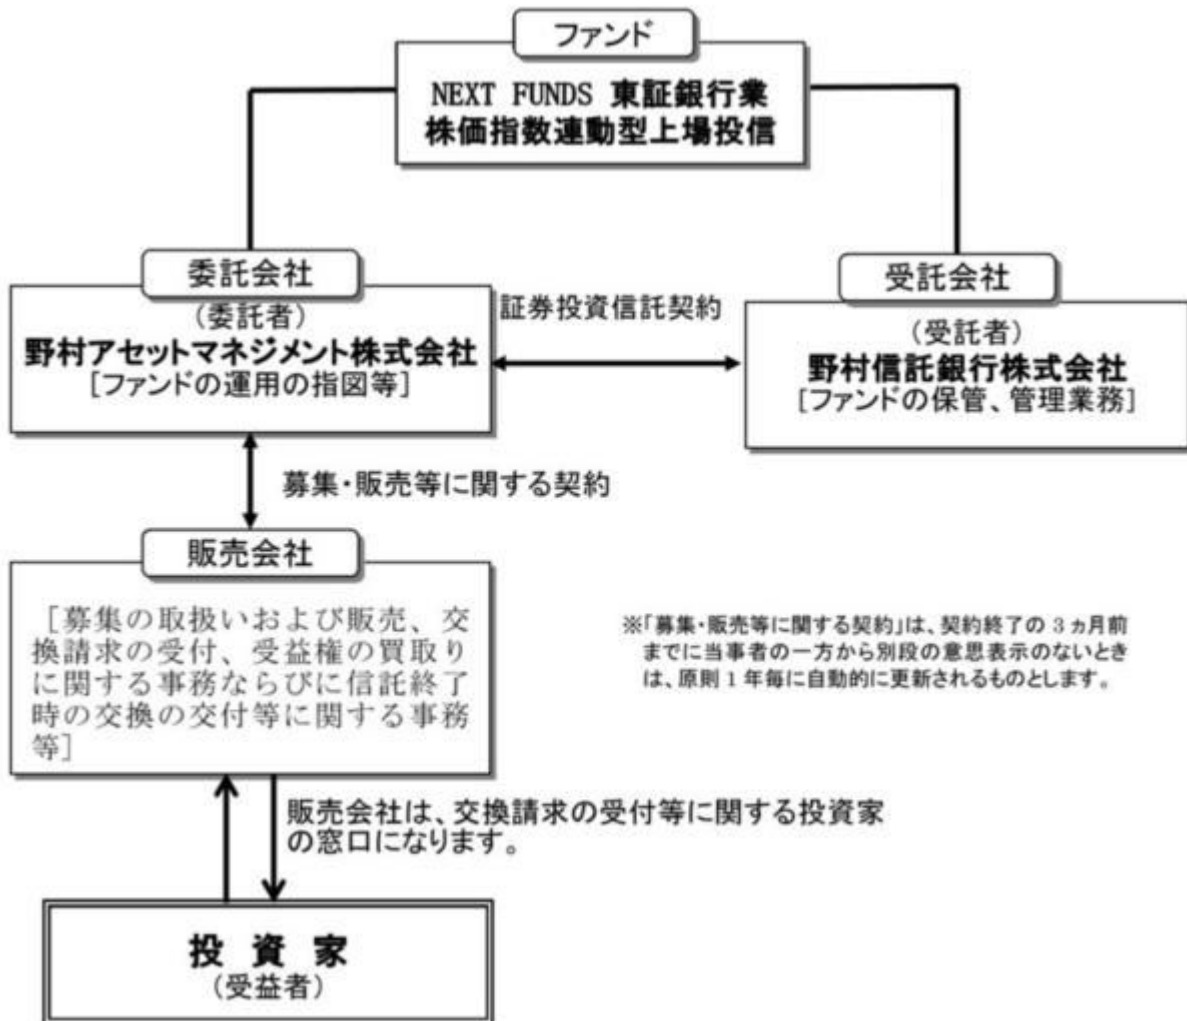 ファンド
NEXT FUNDS 東証銀行業
株価指数連動型上場投信
委託会社
(委託者)
野村アセットマネジメント株式会社
[ファンドの運用の指図等]
証券投資信託契約
受託会社
(受託者)
野村信託銀行株式会社
[ファンドの保管、管理業務]
募集・販売等に関する契約
販売会社
[募集の取扱いおよび販売、交
換請求の受付、受益権の買取り
に関する事務ならびに信託終了
時の交換の交付等に関する事務
等]
※「募集・販売等に関する契約」は、契約終了の 3 ヵ月前
までに当事者の一方から別段の意思表示のないとき
は、原則 1 年毎に自動的に更新されるものとします。
販売会社は、交換請求の受付等に関する投資家
の窓口になります。
投 資 家
(受益者)